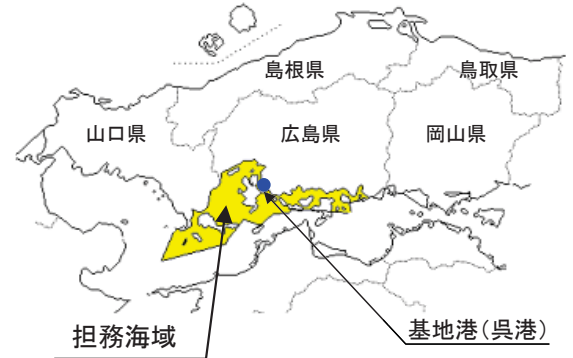 島根県
鳥取県
山口県
広島県
岡山県
担務海域
基地港(呉港)